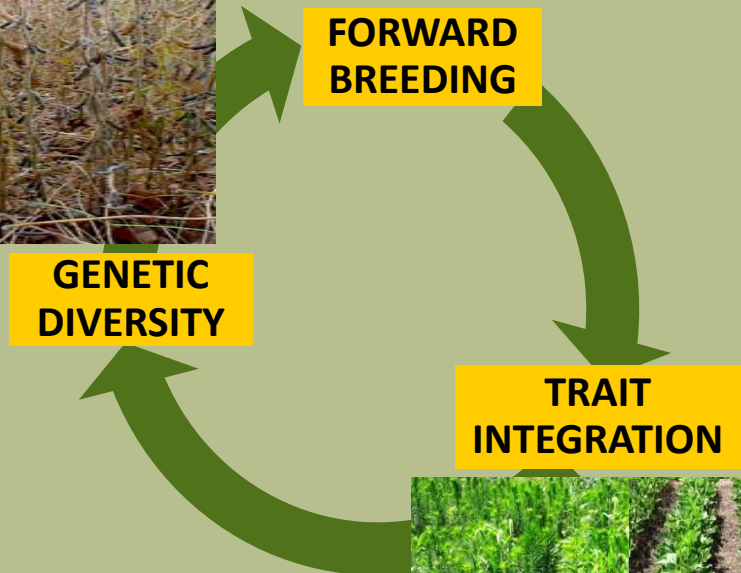 FORWARD
BREEDING
GENETIC
DIVERSITY
TRAIT
INTEGRATION